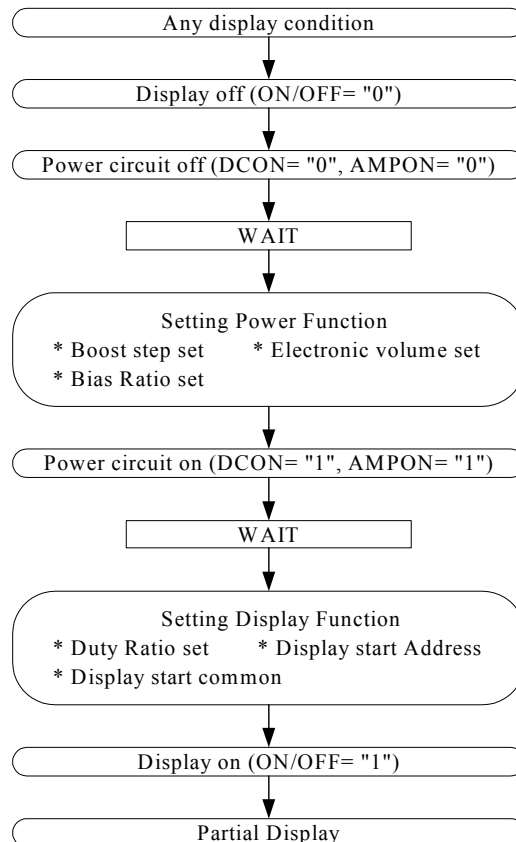 Any display condition
Display off (ON/OFF= "0")
Power circuit off (DCON= "0", AMPON= "0")
WAIT
Setting Power Function
* Boost step set * Electronic volume set
* Bias Ratio set
Power circuit on (DCON= "1", AMPON= "1")
WAIT
Setting Display Function
* Duty Ratio set * Display start Address
* Display start common
Display on (ON/OFF= "1")
Partial Display